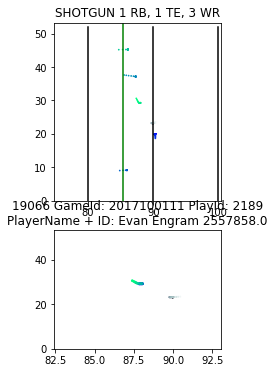 SHOTGUN 1 RB, 1 TE, 3 WR
50
40
30
20
10
0
80 90 100
19066 GameId: 2017100111 PlayId: 2189
PlayerName + ID: Evan Engram 2557858.0
40
20
0
82.5 85.0 87.5 90.0 92.5